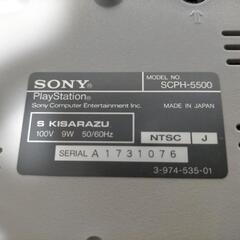 SONY
MODEL NO.
SCPH-5500
PlayStation®
Sony Computer Entertainment Inc.
MADE IN JAPAN
S KISARAZU
100V 9W 50/60Hz
NTSC J
SERIAL A1731076
3-974-535-01